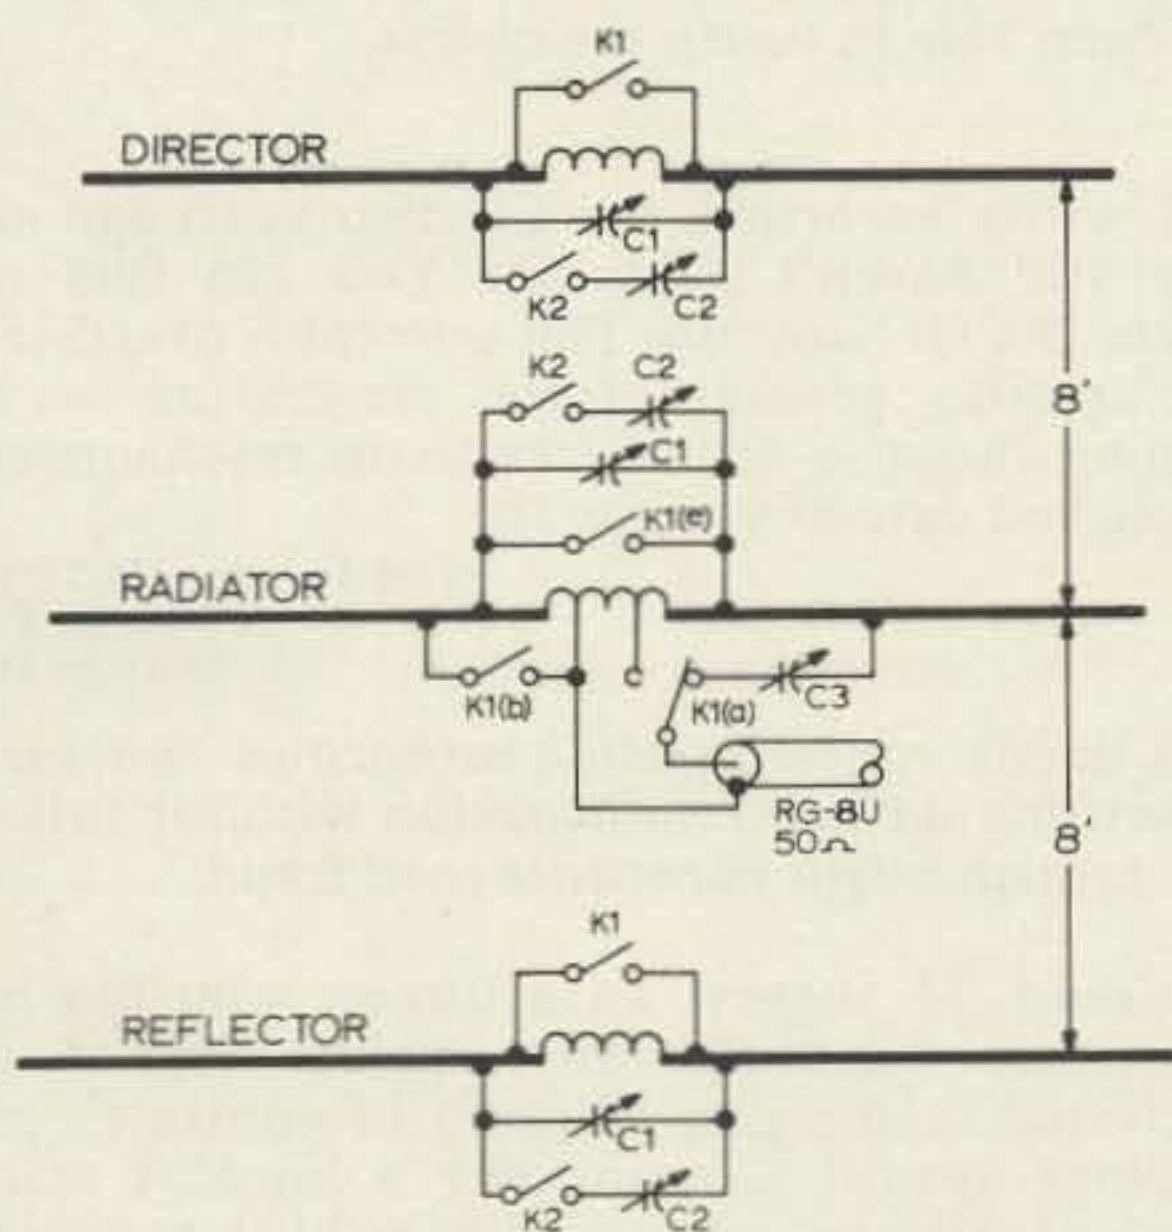 K1
DIRECTOR
C1
K2 C2
8'
K2 C2
C1
K1(e)
RADIATOR
K1(b) K1(a) C3
RG-8U
50Ω
8'
K1
REFLECTOR
C1
K2 C2